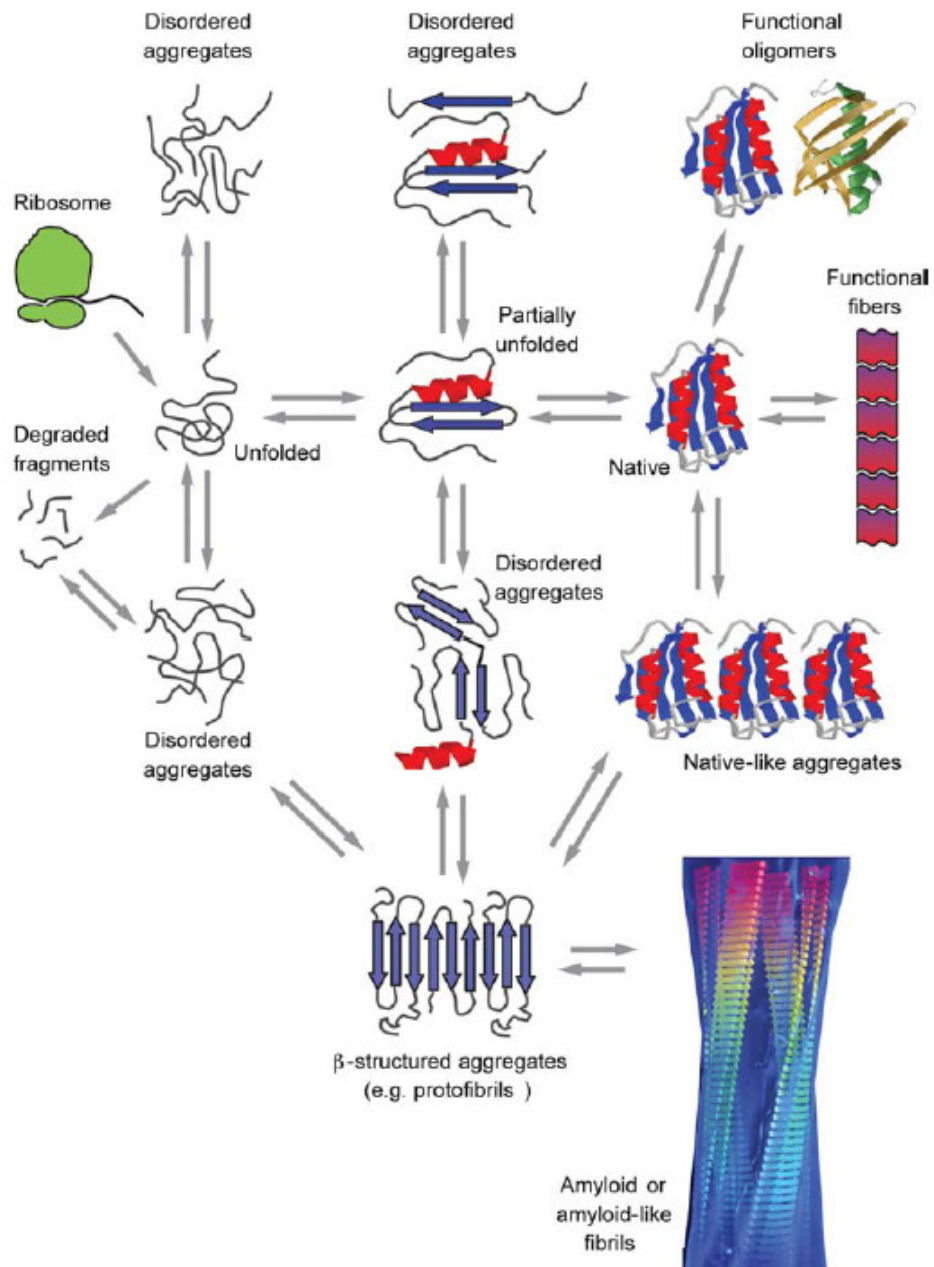 Disordered
aggregates
Disordered
aggregates
Functional
oligomers
Ribosome
Functional
fibers
Partially
unfolded
Degraded
fragments
Unfolded
Native
Disordered
aggregates
Disordered
aggregates
Native-like aggregates
β-structured aggregates
(e.g. protofibrils )
Amyloid or
amyloid-like
fibrils